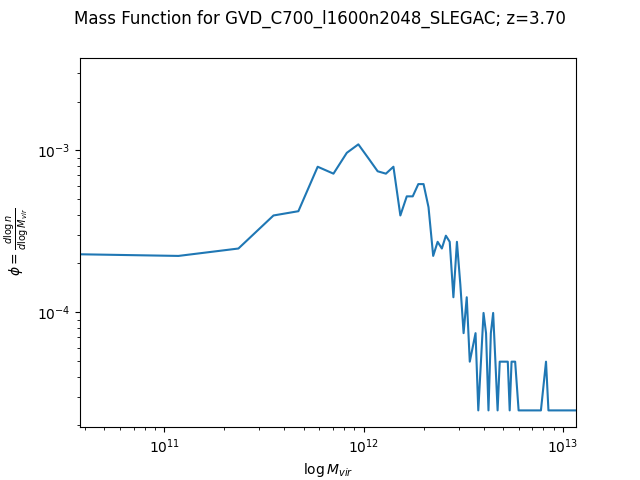 Mass Function for GVD_C700_l1600n2048_SLEGAC; z=3.70
10⁻³
10⁻⁴
ϕ = d log n / d log M_vir
10¹¹ 10¹² 10¹³
log M_vir